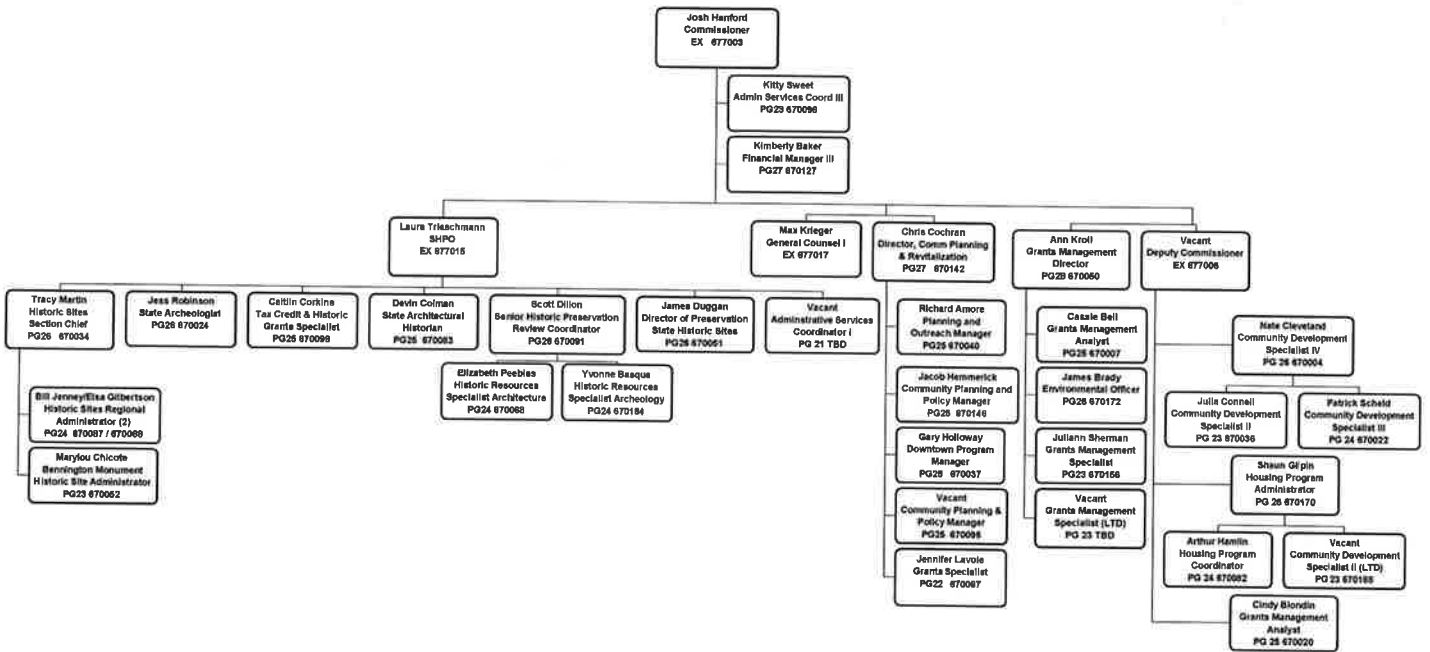 Josh Hanford
Commissioner
EX 677003
Kitty Sweet
Admin Services Coord III
PG23 670096
Kimberly Baker
Financial Manager III
PG27 670127
Laura Trieschmann
SHPO
EX 677015
Max Krieger
General Counsel I
EX 677017
Chris Cochran
Director, Comm Planning
& Revitalization
PG27 670142
Ann Kroll
Grants Management
Director
PG28 670050
Vacant
Deputy Commissioner
EX 677006
Tracy Martin
Historic Sites
Section Chief
PG26 670034
Jess Robinson
State Archeologist
PG26 670024
Caitlin Corkins
Tax Credit & Historic
Grants Specialist
PG25 670099
Devin Colman
State Architectural
Historian
PG25 670083
Scott Dillon
Senior Historic Preservation
Review Coordinator
PG26 670091
James Duggan
Director of Preservation
State Historic Sites
PG26 670051
Vacant
Adminstrative Services
Coordinator I
PG 21 TBD
Bill Jenney/Elsa Gilbertson
Historic Sites Regional
Administrator (2)
PG24 670087 / 670088
Marylou Chicote
Bennington Monument
Historic Site Administrator
PG23 670052
Elizabeth Peebles
Historic Resources
Specialist Architecture
PG24 670068
Yvonne Basque
Historic Resources
Specialist Archeology
PG24 670184
Richard Amore
Planning and
Outreach Manager
PG25 670040
Jacob Hemmerick
Community Planning and
Policy Manager
PG25 670146
Gary Holloway
Downtown Program
Manager
PG25 670037
Vacant
Community Planning &
Policy Manager
PG25 670095
Jennifer Lavoie
Grants Specialist
PG22 670067
Cassie Bell
Grants Management
Analyst
PG25 670007
James Brady
Environmental Officer
PG26 670172
Juliann Sherman
Grants Management
Specialist
PG23 670156
Vacant
Grants Management
Specialist (LTD)
PG 23 TBD
Nate Cleveland
Community Development
Specialist IV
PG 26 670004
Julia Connell
Community Development
Specialist II
PG 23 670036
Patrick Scheld
Community Development
Specialist III
PG 24 670022
Shaun Gilpin
Housing Program
Administrator
PG 26 670170
Arthur Hamlin
Housing Program
Coordinator
PG 24 670082
Vacant
Community Development
Specialist II (LTD)
PG 23 670188
Cindy Blondin
Grants Management
Analyst
PG 25 670020